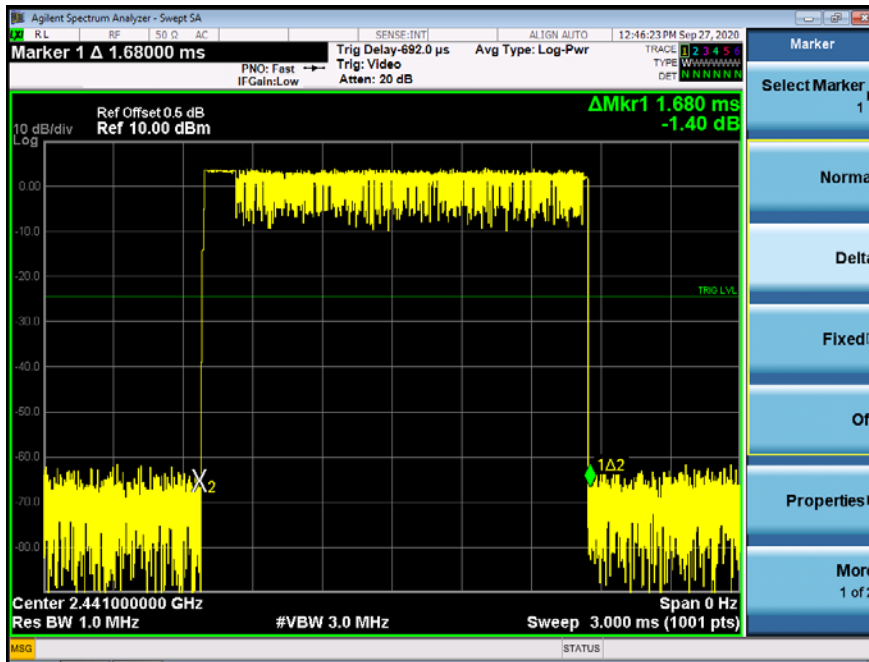 Agilent Spectrum Analyzer - Swept SA
LXI RL RF 50 Ω AC SENSE:INT ALIGN AUTO 12:46:23 PM Sep 27, 2020
Marker 1 Δ 1.68000 ms
PNO: Fast
IFGain:Low
Trig Delay-692.0 µs
Trig: Video
Atten: 20 dB
Avg Type: Log-Pwr
TRACE 1 2 3 4 5 6
TYPE WWWWWW
DET N N N N N N
ΔMkr1 1.680 ms
-1.40 dB
Ref Offset 0.5 dB
10 dB/div Ref 10.00 dBm
Log
0.00
-10.0
-20.0
TRIG LVL
-30.0
-40.0
-50.0
-60.0
1Δ2
2
-70.0
-80.0
Center 2.441000000 GHz Span 0 Hz
Res BW 1.0 MHz #VBW 3.0 MHz Sweep 3.000 ms (1001 pts)
MSG STATUS
Marker
Select Marker
1
Norma
Delta
Fixed
Of
Properties
More
1 of 2